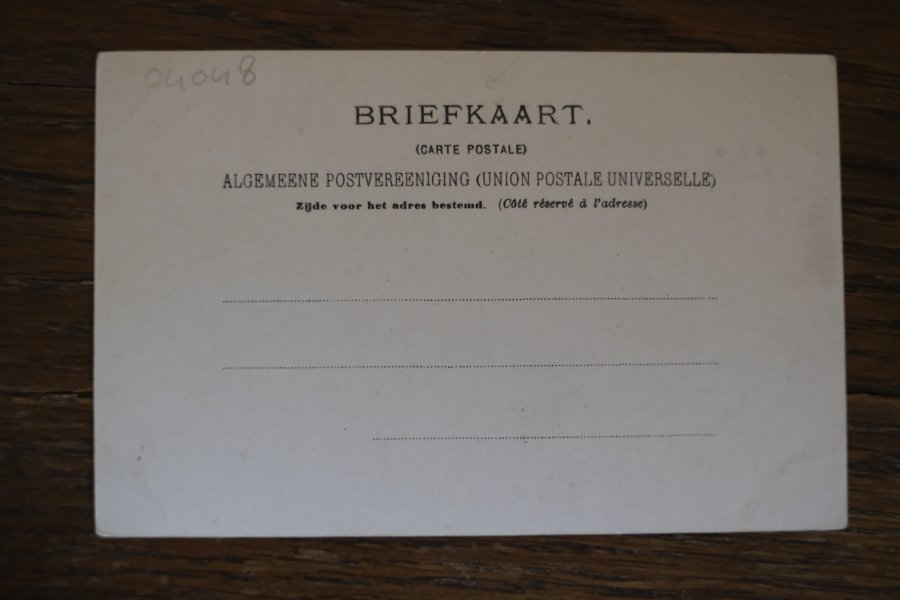 04048
BRIEFKAART.
(CARTE POSTALE)
ALGEMEENE POSTVEREENIGING (UNION POSTALE UNIVERSELLE)
Zijde voor het adres bestemd. (Côté réservé à l'adresse)